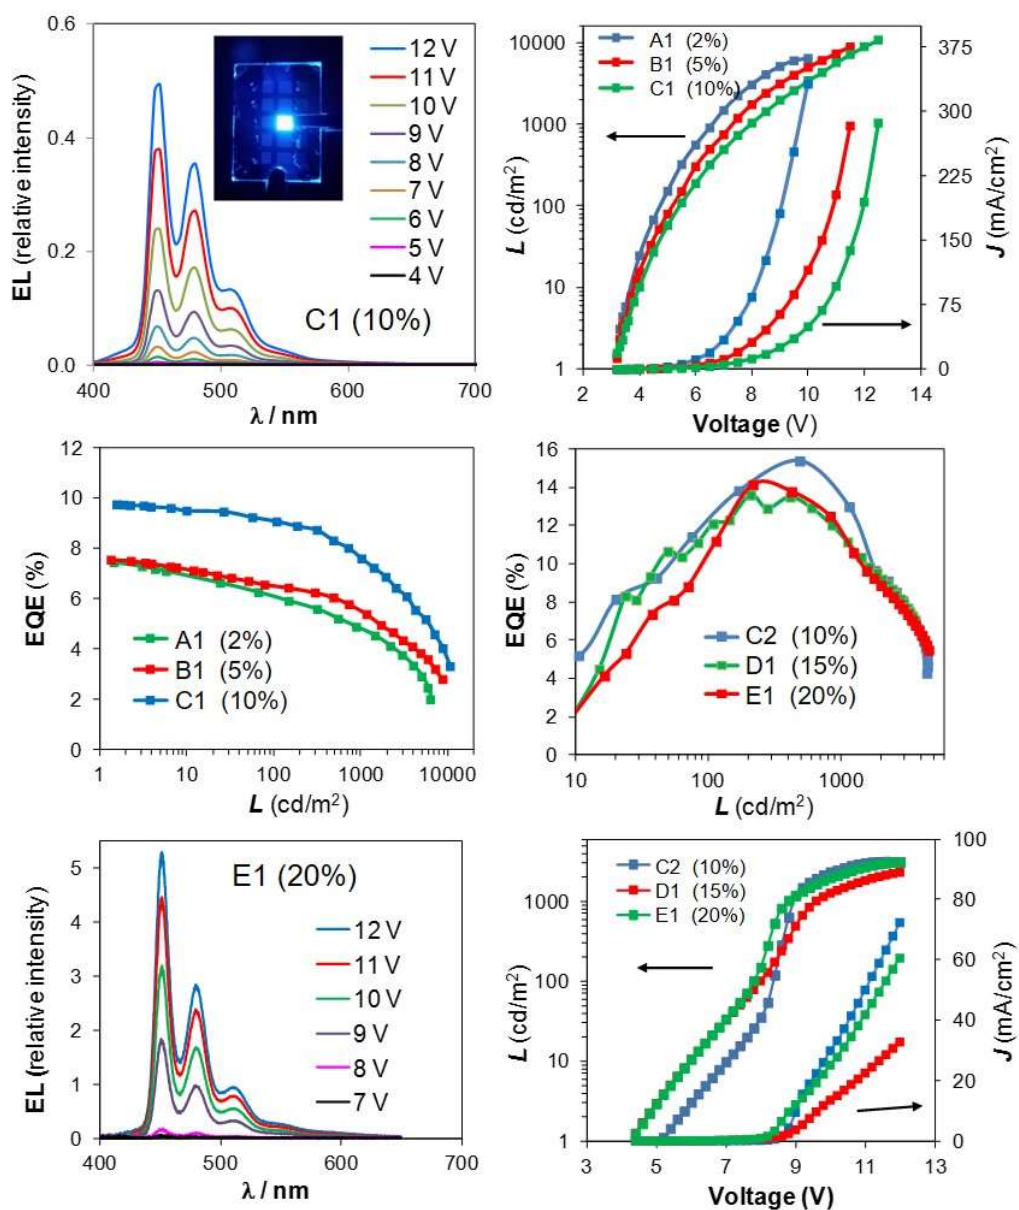 0.6
0.4
0.2
0.0
EL (relative intensity)
12 V
11 V
10 V
9 V
8 V
7 V
6 V
5 V
4 V
C1 (10%)
400 500 600 700
λ / nm
10000
1000
100
10
1
L (cd/m²)
A1 (2%)
B1 (5%)
C1 (10%)
375
300
225
150
75
0
J (mA/cm²)
2 4 6 8 10 12 14
Voltage (V)
12
10
8
6
4
2
0
EQE (%)
A1 (2%)
B1 (5%)
C1 (10%)
1 10 100 1000 10000
L (cd/m²)
16
14
12
10
8
6
4
2
0
EQE (%)
C2 (10%)
D1 (15%)
E1 (20%)
10 100 1000
L (cd/m²)
5
4
3
2
1
0
EL (relative intensity)
E1 (20%)
12 V
11 V
10 V
9 V
8 V
7 V
400 500 600 700
λ / nm
1000
100
10
1
L (cd/m²)
C2 (10%)
D1 (15%)
E1 (20%)
100
80
60
40
20
0
J (mA/cm²)
3 5 7 9 11 13
Voltage (V)